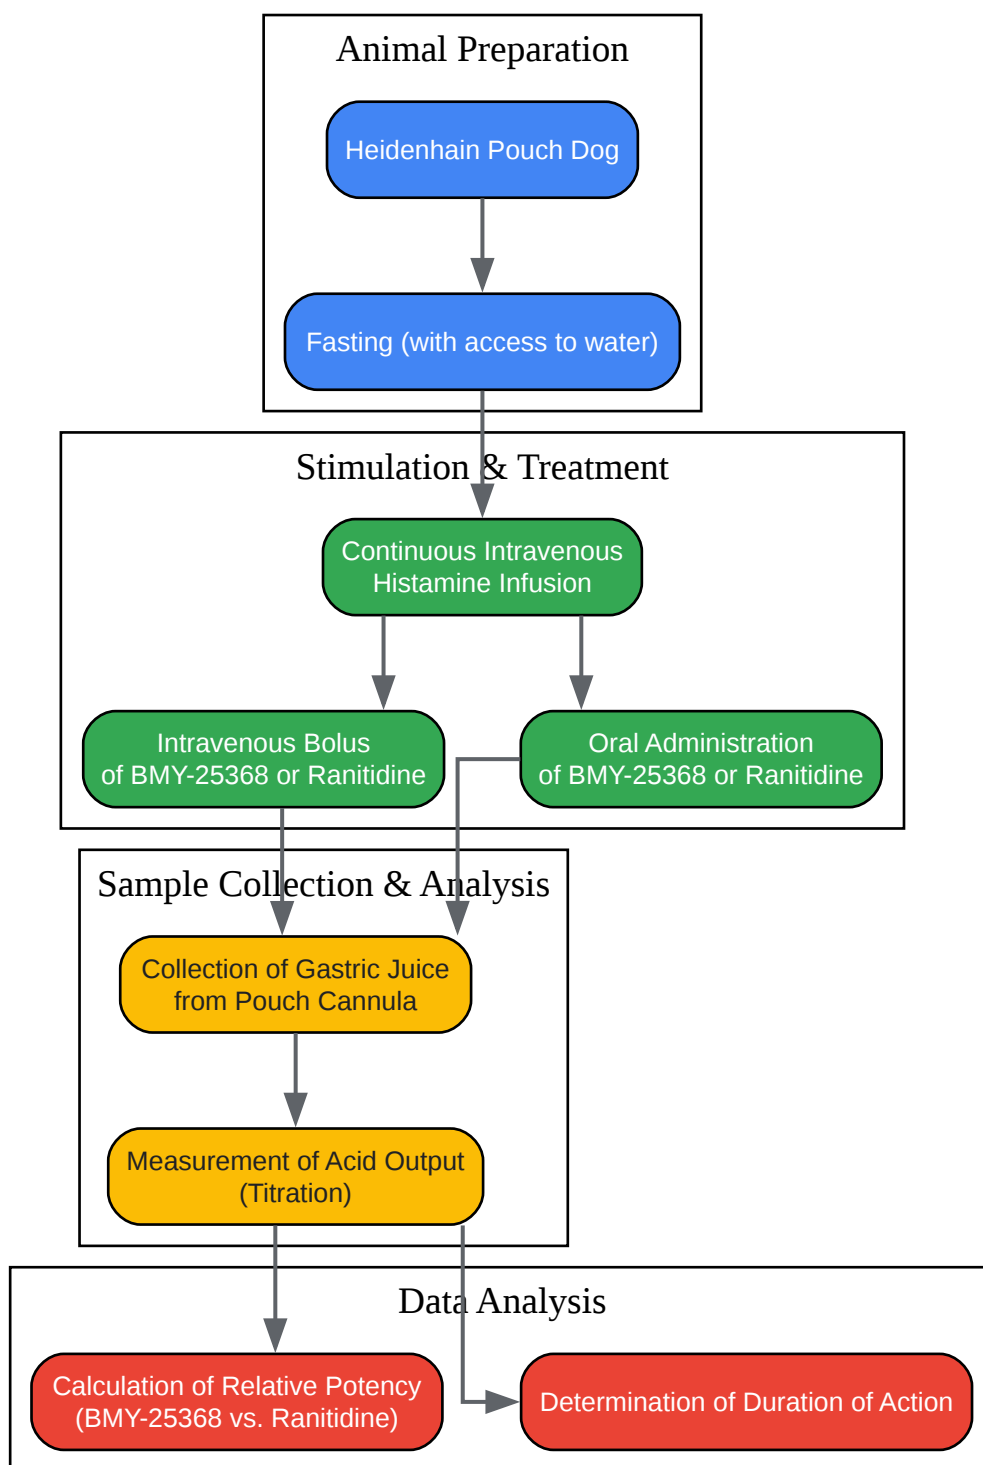 Animal Preparation
Heidenhain Pouch Dog
Fasting (with access to water)
Stimulation & Treatment
Continuous Intravenous
Histamine Infusion
Intravenous Bolus
of BMY-25368 or Ranitidine
Oral Administration
of BMY-25368 or Ranitidine
Sample Collection & Analysis
Collection of Gastric Juice
from Pouch Cannula
Measurement of Acid Output
(Titration)
Data Analysis
Calculation of Relative Potency
(BMY-25368 vs. Ranitidine)
Determination of Duration of Action